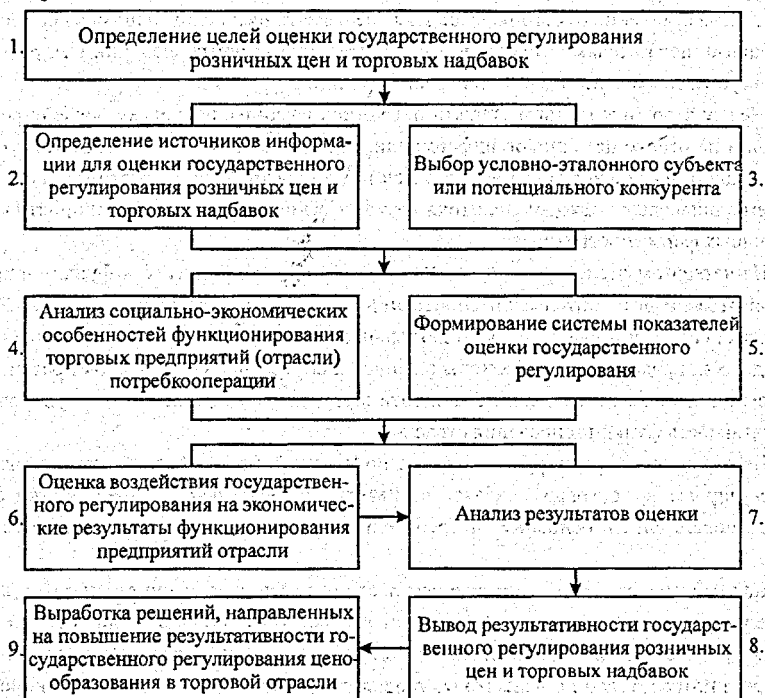 1. Определение целей оценки государственного регулирования
розничных цен и торговых надбавок
2. Определение источников информа-
ции для оценки государственного
регулирования розничных цен и
торговых надбавок
Выбор условно-эталонного субъекта
или потенциального конкурента 3.
4. Анализ социально-экономических
особенностей функционирования
торговых предприятий (отрасли)
потребкооперации
Формирование системы показателей
оценки государственного
регулированя 5.
6. Оценка воздействия государствен-
ного регулирования на экономичес-
кие результаты функционирования
предприятий отрасли
Анализ результатов оценки 7.
Вывод результативности государст-
венного регулирования розничных
цен и торговых надбавок 8.
9. Выработка решений, направленных
на повышение результативности го-
сударственного регулирования цено-
образования в торговой отрасли